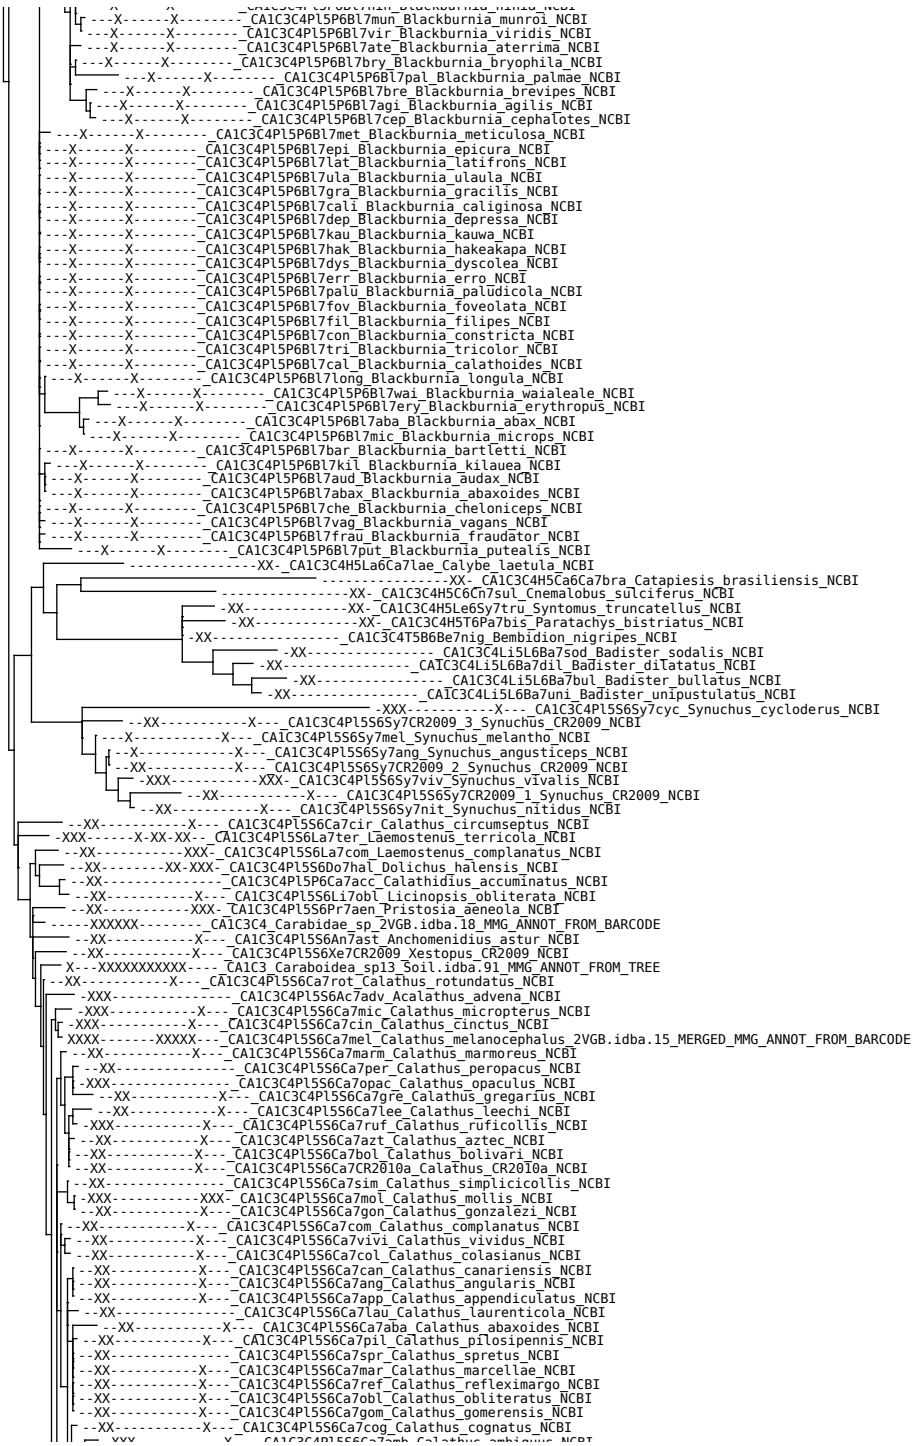 ---X------X--------_CA1C3C4Pl5P6Bl7mun_Blackburnia_munroi_NCBI
---X------X--------_CA1C3C4Pl5P6Bl7vir_Blackburnia_viridis_NCBI
---X------X--------_CA1C3C4Pl5P6Bl7ate_Blackburnia_aterrima_NCBI
---X------X--------_CA1C3C4Pl5P6Bl7bry_Blackburnia_bryophila_NCBI
---X------X--------_CA1C3C4Pl5P6Bl7pal_Blackburnia_palmae_NCBI
---X------X--------_CA1C3C4Pl5P6Bl7bre_Blackburnia_brevipes_NCBI
---X------X--------_CA1C3C4Pl5P6Bl7agi_Blackburnia_agilis_NCBI
---X------X--------_CA1C3C4Pl5P6Bl7cep_Blackburnia_cephalotes_NCBI
---X------X--------_CA1C3C4Pl5P6Bl7met_Blackburnia_meticulosa_NCBI
---X------X--------_CA1C3C4Pl5P6Bl7epi_Blackburnia_epicura_NCBI
---X------X--------_CA1C3C4Pl5P6Bl7lat_Blackburnia_latifrons_NCBI
---X------X--------_CA1C3C4Pl5P6Bl7ula_Blackburnia_ulaula_NCBI
---X------X--------_CA1C3C4Pl5P6Bl7gra_Blackburnia_gracilis_NCBI
---X------X--------_CA1C3C4Pl5P6Bl7cali_Blackburnia_caliginosa_NCBI
---X------X--------_CA1C3C4Pl5P6Bl7dep_Blackburnia_depressa_NCBI
---X------X--------_CA1C3C4Pl5P6Bl7kau_Blackburnia_kauwa_NCBI
---X------X--------_CA1C3C4Pl5P6Bl7hak_Blackburnia_hakeakapa_NCBI
---X------X--------_CA1C3C4Pl5P6Bl7dys_Blackburnia_dyscolea_NCBI
---X------X--------_CA1C3C4Pl5P6Bl7err_Blackburnia_erro_NCBI
---X------X--------_CA1C3C4Pl5P6Bl7palu_Blackburnia_paludicola_NCBI
---X------X--------_CA1C3C4Pl5P6Bl7fov_Blackburnia_foveolata_NCBI
---X------X--------_CA1C3C4Pl5P6Bl7fil_Blackburnia_filipes_NCBI
---X------X--------_CA1C3C4Pl5P6Bl7con_Blackburnia_constricta_NCBI
---X------X--------_CA1C3C4Pl5P6Bl7tri_Blackburnia_tricolor_NCBI
---X------X--------_CA1C3C4Pl5P6Bl7cal_Blackburnia_calathoides_NCBI
---X------X--------_CA1C3C4Pl5P6Bl7long_Blackburnia_longula_NCBI
---X------X--------_CA1C3C4Pl5P6Bl7wai_Blackburnia_waialeale_NCBI
---X------X--------_CA1C3C4Pl5P6Bl7ery_Blackburnia_erythropus_NCBI
---X------X--------_CA1C3C4Pl5P6Bl7aba_Blackburnia_abax_NCBI
---X------X--------_CA1C3C4Pl5P6Bl7mic_Blackburnia_microps_NCBI
---X------X--------_CA1C3C4Pl5P6Bl7bar_Blackburnia_bartletti_NCBI
---X------X--------_CA1C3C4Pl5P6Bl7kil_Blackburnia_kilauea_NCBI
---X------X--------_CA1C3C4Pl5P6Bl7aud_Blackburnia_audax_NCBI
---X------X--------_CA1C3C4Pl5P6Bl7abax_Blackburnia_abaxoides_NCBI
---X------X--------_CA1C3C4Pl5P6Bl7che_Blackburnia_cheloniceps_NCBI
---X------X--------_CA1C3C4Pl5P6Bl7vag_Blackburnia_vagans_NCBI
---X------X--------_CA1C3C4Pl5P6Bl7frau_Blackburnia_fraudator_NCBI
---X------X--------_CA1C3C4Pl5P6Bl7put_Blackburnia_putealis_NCBI
----------------XX-_CA1C3C4H5La6Ca7lae_Calybe_laetula_NCBI
----------------XX-_CA1C3C4H5Ca6Ca7bra_Catapiesis_brasiliensis_NCBI
----------------XX-_CA1C3C4H5C6Cn7sul_Cnemalobus_sulciferus_NCBI
-XX-------------XX-_CA1C3C4H5Le6Sy7tru_Syntomus_truncatellus_NCBI
-XX-------------XX-_CA1C3C4H5T6Pa7bis_Paratachys_bistriatus_NCBI
-XX----------------_CA1C3C4T5B6Be7nig_Bembidion_nigripes_NCBI
-XX----------------_CA1C3C4Li5L6Ba7sod_Badister_sodalis_NCBI
-XX----------------_CA1C3C4Li5L6Ba7dil_Badister_dilatatus_NCBI
-XX----------------_CA1C3C4Li5L6Ba7bul_Badister_bullatus_NCBI
-XX----------------_CA1C3C4Li5L6Ba7uni_Badister_unipustulatus_NCBI
-XXX-----------X---_CA1C3C4Pl5S6Sy7cyc_Synuchus_cycloderus_NCBI
--XX-----------X---_CA1C3C4Pl5S6Sy7CR2009_3_Synuchus_CR2009_NCBI
---X-----------X---_CA1C3C4Pl5S6Sy7mel_Synuchus_melantho_NCBI
--X------------X---_CA1C3C4Pl5S6Sy7ang_Synuchus_angusticeps_NCBI
--XX-----------X---_CA1C3C4Pl5S6Sy7CR2009_2_Synuchus_CR2009_NCBI
-XXX-----------XXX-_CA1C3C4Pl5S6Sy7viv_Synuchus_vivalis_NCBI
--XX-----------X---_CA1C3C4Pl5S6Sy7CR2009_1_Synuchus_CR2009_NCBI
--XX-----------X---_CA1C3C4Pl5S6Sy7nit_Synuchus_nitidus_NCBI
--XX-----------X---_CA1C3C4Pl5S6Ca7cir_Calathus_circumseptus_NCBI
-XXX------X-XX-XX--_CA1C3C4Pl5S6La7ter_Laemostenus_terricola_NCBI
--XX-----------XXX-_CA1C3C4Pl5S6La7com_Laemostenus_complanatus_NCBI
--XX--------XX-XXX-_CA1C3C4Pl5S6Do7hal_Dolichus_halensis_NCBI
--XX---------------_CA1C3C4Pl5P6Ca7acc_Calathidius_accuminatus_NCBI
--XX-----------X---_CA1C3C4Pl5S6Li7obl_Licinopsis_obliterata_NCBI
--XX-----------XXX-_CA1C3C4Pl5S6Pr7aen_Pristosia_aeneola_NCBI
-----XXXXXX--------_CA1C3C4_Carabidae_sp_2VGB.idba.18_MMG_ANNOT_FROM_BARCODE
--XX-----------X---_CA1C3C4Pl5S6An7ast_Anchomenidius_astur_NCBI
--XX-----------X---_CA1C3C4Pl5S6Xe7CR2009_Xestopus_CR2009_NCBI
X---XXXXXXXXXXX----_CA1C3_Caraboidea_sp13_Soil.idba.91_MMG_ANNOT_FROM_TREE
--XX-----------X---_CA1C3C4Pl5S6Ca7rot_Calathus_rotundatus_NCBI
-XXX---------------_CA1C3C4Pl5S6Ac7adv_Acalathus_advena_NCBI
-XXX-----------X---_CA1C3C4Pl5S6Ca7mic_Calathus_micropterus_NCBI
-XXX-----------X---_CA1C3C4Pl5S6Ca7cin_Calathus_cinctus_NCBI
XXXX-------XXXXX---_CA1C3C4Pl5S6Ca7mel_Calathus_melanocephalus_2VGB.idba.15_MERGED_MMG_ANNOT_FROM_BARCODE
--XX-----------X---_CA1C3C4Pl5S6Ca7marm_Calathus_marmoreus_NCBI
--XX---------------_CA1C3C4Pl5S6Ca7per_Calathus_peropacus_NCBI
-XXX---------------_CA1C3C4Pl5S6Ca7opac_Calathus_opaculus_NCBI
--XX-----------X---_CA1C3C4Pl5S6Ca7gre_Calathus_gregarius_NCBI
--XX-----------X---_CA1C3C4Pl5S6Ca7lee_Calathus_leechi_NCBI
-XXX-----------X---_CA1C3C4Pl5S6Ca7ruf_Calathus_ruficollis_NCBI
--XX-----------X---_CA1C3C4Pl5S6Ca7azt_Calathus_aztec_NCBI
--XX-----------X---_CA1C3C4Pl5S6Ca7bol_Calathus_bolivari_NCBI
--XX-----------X---_CA1C3C4Pl5S6Ca7CR2010a_Calathus_CR2010a_NCBI
--XX---------------_CA1C3C4Pl5S6Ca7sim_Calathus_simplicicollis_NCBI
-XXX-----------XXX-_CA1C3C4Pl5S6Ca7mol_Calathus_mollis_NCBI
--XX-----------X---_CA1C3C4Pl5S6Ca7gon_Calathus_gonzalezi_NCBI
--XX-----------X---_CA1C3C4Pl5S6Ca7com_Calathus_complanatus_NCBI
--XX-----------X---_CA1C3C4Pl5S6Ca7vivi_Calathus_vividus_NCBI
--XX-----------X---_CA1C3C4Pl5S6Ca7col_Calathus_colasianus_NCBI
--XX-----------X---_CA1C3C4Pl5S6Ca7can_Calathus_canariensis_NCBI
--XX-----------X---_CA1C3C4Pl5S6Ca7ang_Calathus_angularis_NCBI
--XX-----------X---_CA1C3C4Pl5S6Ca7app_Calathus_appendiculatus_NCBI
--XX---------------_CA1C3C4Pl5S6Ca7lau_Calathus_laurenticola_NCBI
--XX-----------X---_CA1C3C4Pl5S6Ca7aba_Calathus_abaxoides_NCBI
--XX-----------X---_CA1C3C4Pl5S6Ca7pil_Calathus_pilosipennis_NCBI
--XX---------------_CA1C3C4Pl5S6Ca7spr_Calathus_spretus_NCBI
--XX-----------X---_CA1C3C4Pl5S6Ca7mar_Calathus_marcellae_NCBI
--XX-----------X---_CA1C3C4Pl5S6Ca7ref_Calathus_refleximargo_NCBI
--XX-----------X---_CA1C3C4Pl5S6Ca7obl_Calathus_obliteratus_NCBI
--XX-----------X---_CA1C3C4Pl5S6Ca7gom_Calathus_gomerensis_NCBI
--XX-----------X---_CA1C3C4Pl5S6Ca7cog_Calathus_cognatus_NCBI